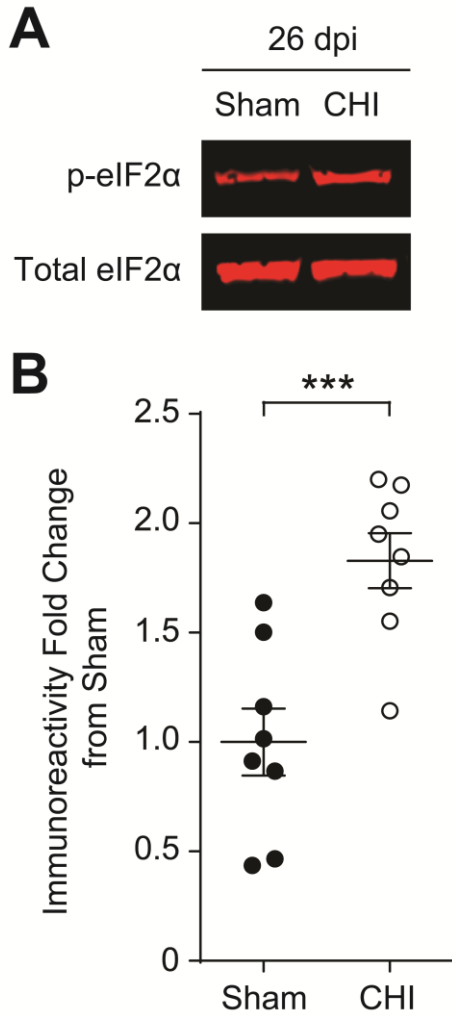 A
26 dpi
Sham CHI
p-eIF2α
Total eIF2α
B
***
2.5
2.0
1.5
1.0
0.5
0
Immunoreactivity Fold Change
from Sham
Sham CHI